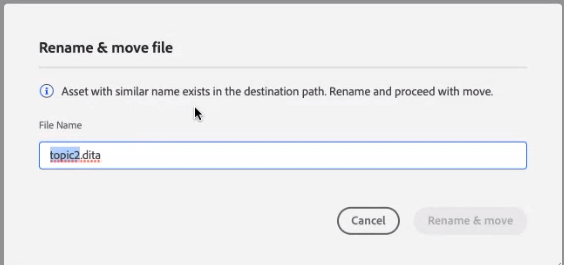 Rename & move file
Asset with similar name exists in the destination path. Rename and proceed with move.
File Name
topic2.dita
Cancel
Rename & move